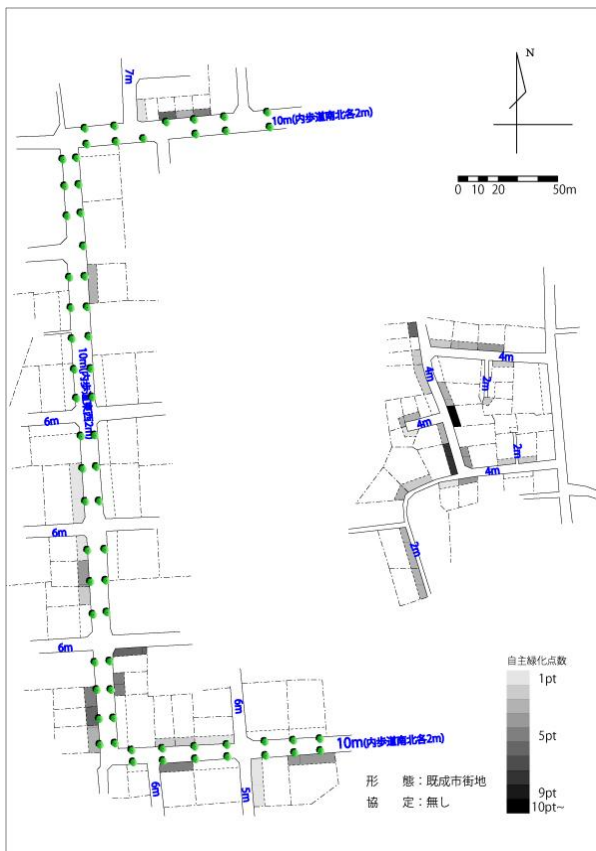 N
7m
10m(内歩道南北各2m)
0 10 20 50m
4m
4m
2m
10m(内歩道東西2m)
6m
4m
2m
4m
6m
2m
6m
自主緑化点数
1pt
5pt
9pt
10pt~
6m
10m(内歩道南北各2m)
6m
5m
形 態:既成市街地
協 定:無し